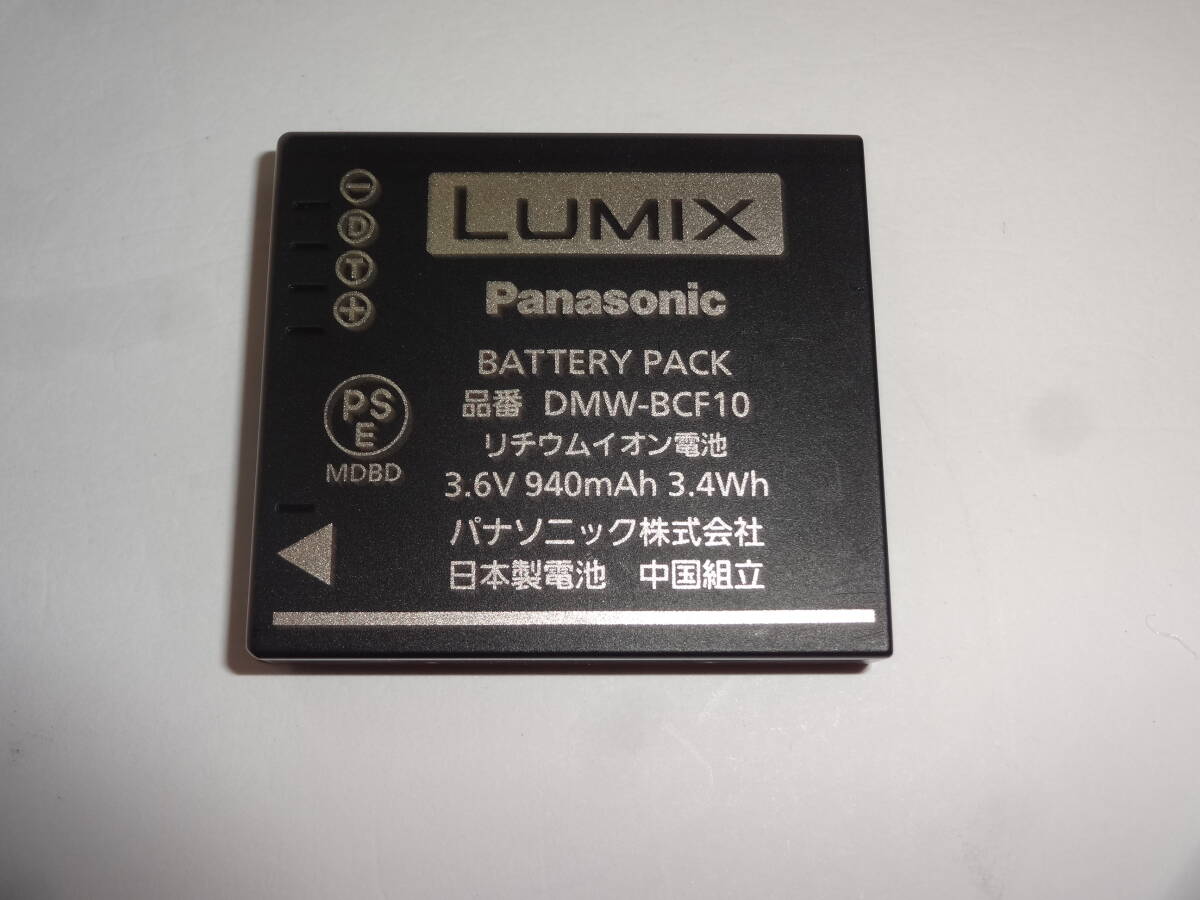 LUMIX
Panasonic
BATTERY PACK
品番 DMW-BCF10
リチウムイオン電池
3.6V 940mAh 3.4Wh
パナソニック株式会社
日本製電池 中国組立
−
D
T
+
PS
E
MDBD